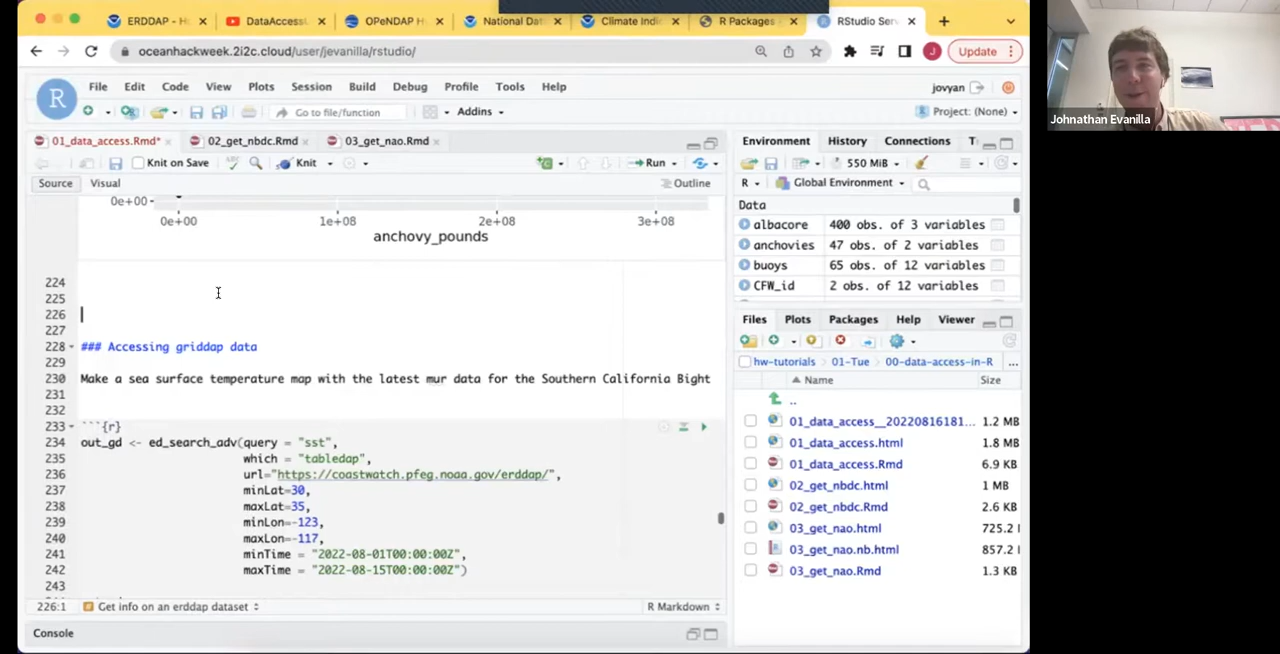 ERDDAP - H
DataAccess
OPeNDAP H
National Dat
Climate Indi
R Packages -
RStudio Serv
oceanhackweek.2i2c.cloud/user/jevanilla/rstudio/
J
Update
R
File Edit Code View Plots Session Build Debug Profile Tools Help
jovyan
Go to file/function
Addins
Project: (None)
01_data_access.Rmd*
02_get_nbdc.Rmd
03_get_nao.Rmd
Knit on Save
Knit
Run
Source
Visual
Outline
0e+00
0e+00
1e+08
2e+08
3e+08
anchovy_pounds
224
225
226
227
228 ### Accessing griddap data
229
230 Make a sea surface temperature map with the latest mur data for the Southern California Bight
231
232
233 ```{r}
234 out_gd <- ed_search_adv(query = "sst",
235 which = "tabledap",
236 url="https://coastwatch.pfeg.noaa.gov/erddap/",
237 minLat=30,
238 maxLat=35,
239 minLon=-123,
240 maxLon=-117,
241 minTime = "2022-08-01T00:00:00Z",
242 maxTime = "2022-08-15T00:00:00Z")
243
226:1
Get info on an erddap dataset
R Markdown
Console
Environment
History
Connections
T
550 MiB
R
Global Environment
Data
albacore 400 obs. of 3 variables
anchovies 47 obs. of 2 variables
buoys 65 obs. of 12 variables
CFW_id 2 obs. of 12 variables
Files
Plots
Packages
Help
Viewer
hw-tutorials
01-Tue
00-data-access-in-R
...
Name
Size
..
01_data_access__20220816181... 1.2 MB
01_data_access.html 1.8 MB
01_data_access.Rmd 6.9 KB
02_get_nbdc.html 1 MB
02_get_nbdc.Rmd 2.6 KB
03_get_nao.html 725.2
03_get_nao.nb.html 857.2
03_get_nao.Rmd 1.3 KB
Johnathan Evanilla